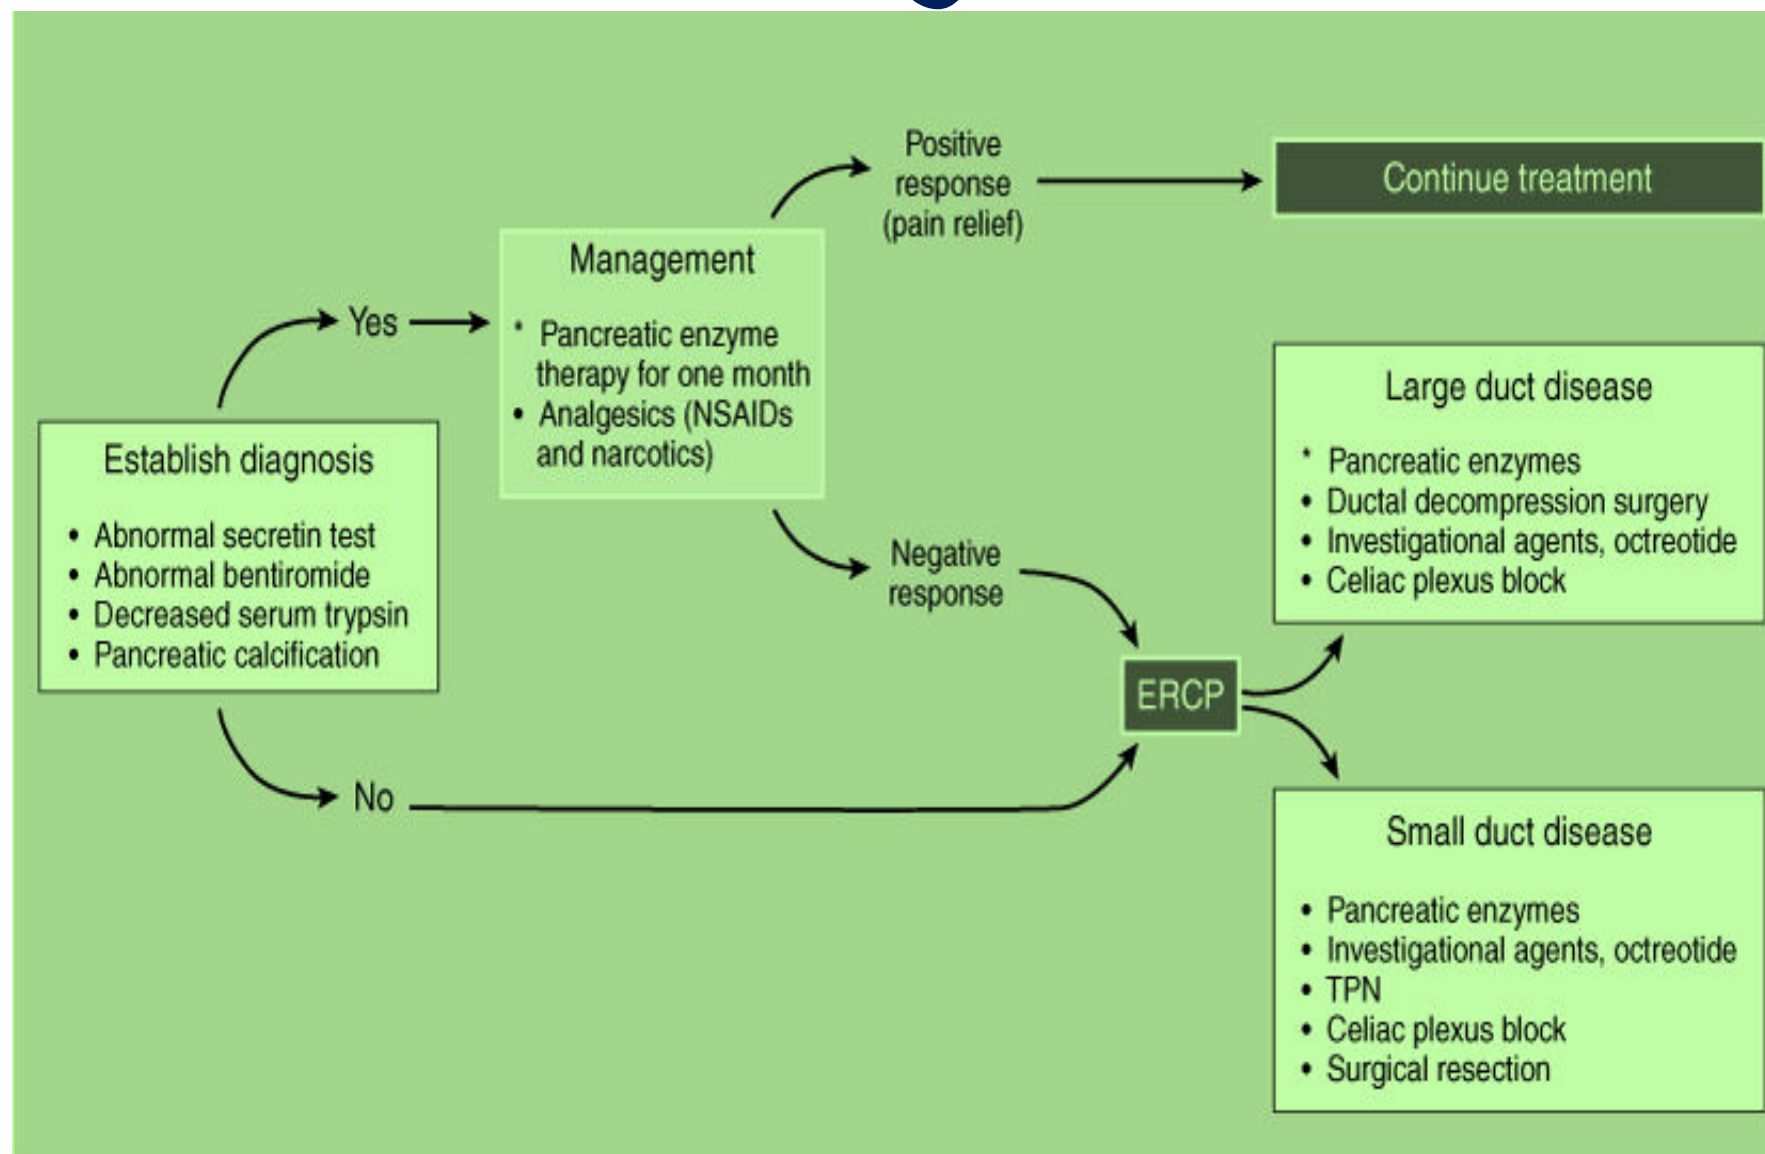 Establish diagnosis
• Abnormal secretin test
• Abnormal bentiromide
• Decreased serum trypsin
• Pancreatic calcification
Yes
No
Management
* Pancreatic enzyme
therapy for one month
• Analgesics (NSAIDs
and narcotics)
Positive
response
(pain relief)
Continue treatment
Negative
response
ERCP
Large duct disease
* Pancreatic enzymes
• Ductal decompression surgery
• Investigational agents, octreotide
• Celiac plexus block
Small duct disease
• Pancreatic enzymes
• Investigational agents, octreotide
• TPN
• Celiac plexus block
• Surgical resection